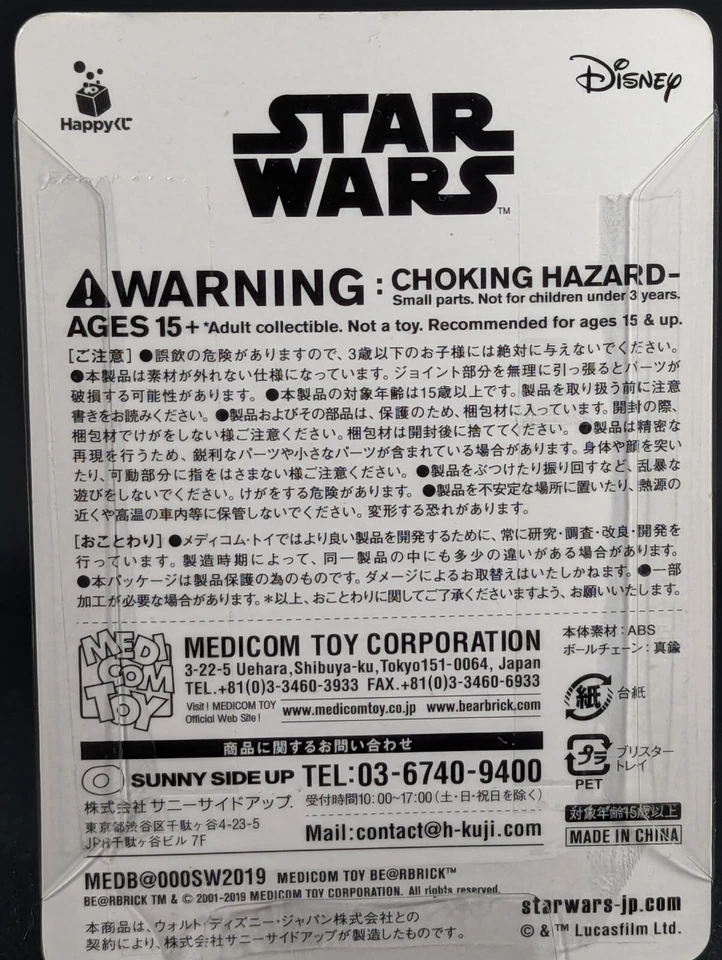 Happyくじ
Disney
STAR
WARS™
WARNING : CHOKING HAZARD-
Small parts. Not for children under 3 years.
AGES 15+ *Adult collectible. Not a toy. Recommended for ages 15 & up.
[ご注意] ●誤飲の危険がありますので、3歳以下のお子様には絶対に与えないでください。
●本製品は素材が外れない仕様になっています。ジョイント部分を無理に引っ張るとパーツが
破損する可能性があります。 ●本製品の対象年齢は15歳以上です。製品を取り扱う前に注意
書きをお読みください。 ●製品およびその部品は、保護のため、梱包材に入っています。開封の際、
梱包材でけがをしない様ご注意ください。梱包材は開封後に捨ててください。 ●製品は精密な
再現を行うため、鋭利なパーツや小さなパーツが含まれている場合があります。身体や顔を突い
たり、可動部分に指をはさまない様ご注意ください。 ●製品をぶつけたり振り回すなど、乱暴な
遊びをしないでください。けがをする危険があります。 ●製品を不安定な場所に置いたり、熱源の
近くや高温の車内等に保管しないでください。変形する恐れがあります。
[おことわり] ●メディコム・トイではより良い製品を開発するために、常に研究・調査・改良・開発を
行っています。製造時期によって、同一製品の中にも多少の違いがある場合があります。
●本パッケージは製品保護の為のものです。ダメージによるお取替えはいたしかねます。●一部
加工が必要な場合があります。*以上、おことわりに関してご了承くださいますよう、お願いいたします。
MEDI
COM
TOY
MEDICOM TOY CORPORATION
3-22-5 Uehara,Shibuya-ku,Tokyo151-0064, Japan
TEL.+81(0)3-3460-3933 FAX.+81(0)3-3460-6933
Visit ! MEDICOM TOY
Official Web Site !
www.medicomtoy.co.jp www.bearbrick.com
本体素材：ABS
ボールチェーン：真鍮
紙
台紙
プラ
PET
ブリスター
トレイ
商品に関するお問い合わせ
SUNNY SIDE UP TEL:03-6740-9400
株式会社 サニーサイドアップ.
受付時間10:00~17:00(土・日・祝日を除く)
東京都渋谷区千駄ヶ谷4-23-5
JPR千駄ヶ谷ビル 7F
Mail:contact@h-kuji.com
対象年齢15歳以上
MADE IN CHINA
MEDB@000SW2019 MEDICOM TOY BE@RBRICK™
BE@RBRICK TM & © 2001-2019 MEDICOM TOY CORPORATION. All rights reserved.
本商品は、ウォルト・ディズニー・ジャパン株式会社との
契約により、株式会社サニーサイドアップが製造したものです。
starwars-jp.com
© & ™ Lucasfilm Ltd.